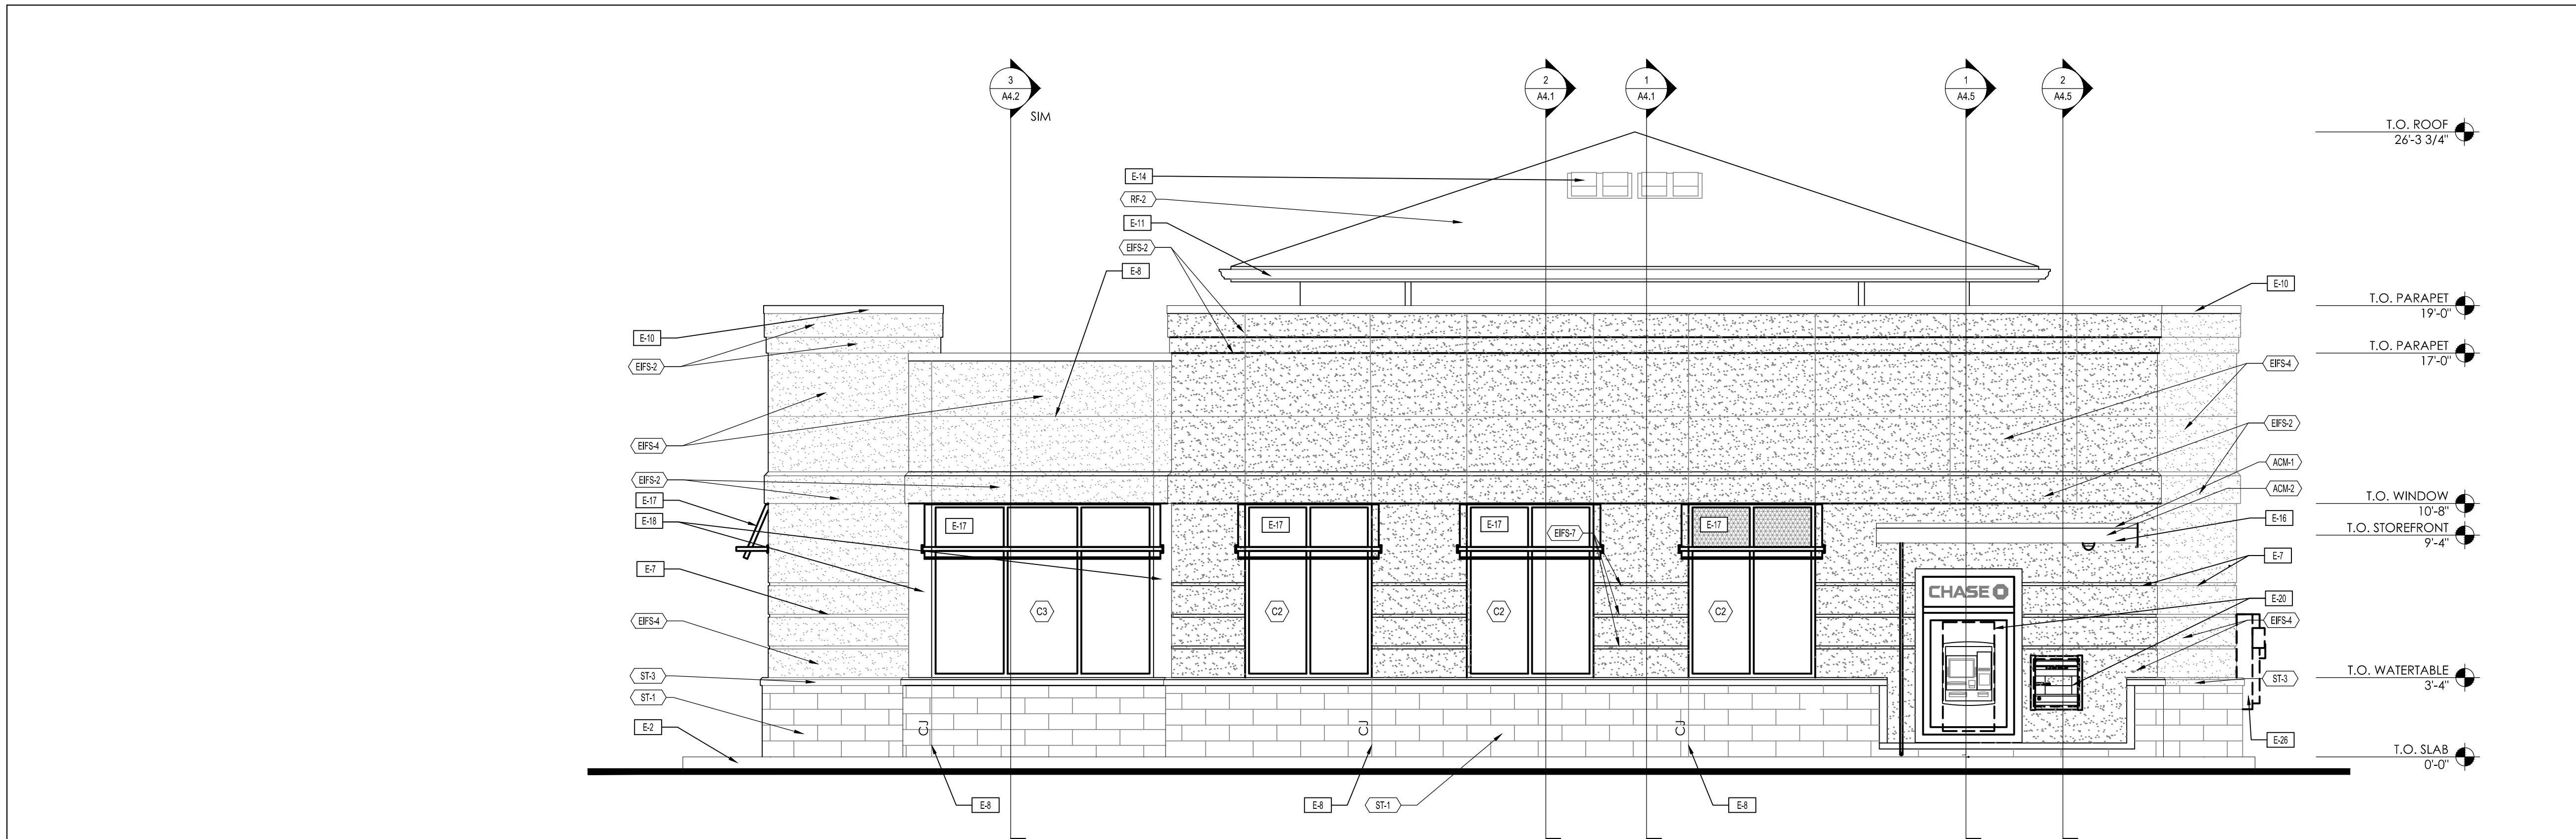 3
A4.2
SIM
2
A4.1
1
A4.1
1
A4.5
2
A4.5
T.O. ROOF
26'-3 3/4"
E-14
RF-2
E-11
EIFS-2
E-8
E-10
T.O. PARAPET
19'-0"
E-10
EIFS-2
T.O. PARAPET
17'-0"
EIFS-4
EIFS-4
EIFS-2
EIFS-2
ACM-1
ACM-2
E-17
E-18
T.O. WINDOW
10'-8"
E-17
E-17
E-17
E-17
E-16
EIFS-7
T.O. STOREFRONT
9'-4"
E-7
E-7
CHASE
E-20
C3
C2
C2
C2
EIFS-4
EIFS-4
ST-3
ST-3
T.O. WATERTABLE
3'-4"
ST-1
E-2
CJ
CJ
CJ
E-26
T.O. SLAB
0'-0"
E-8
E-8
ST-1
E-8